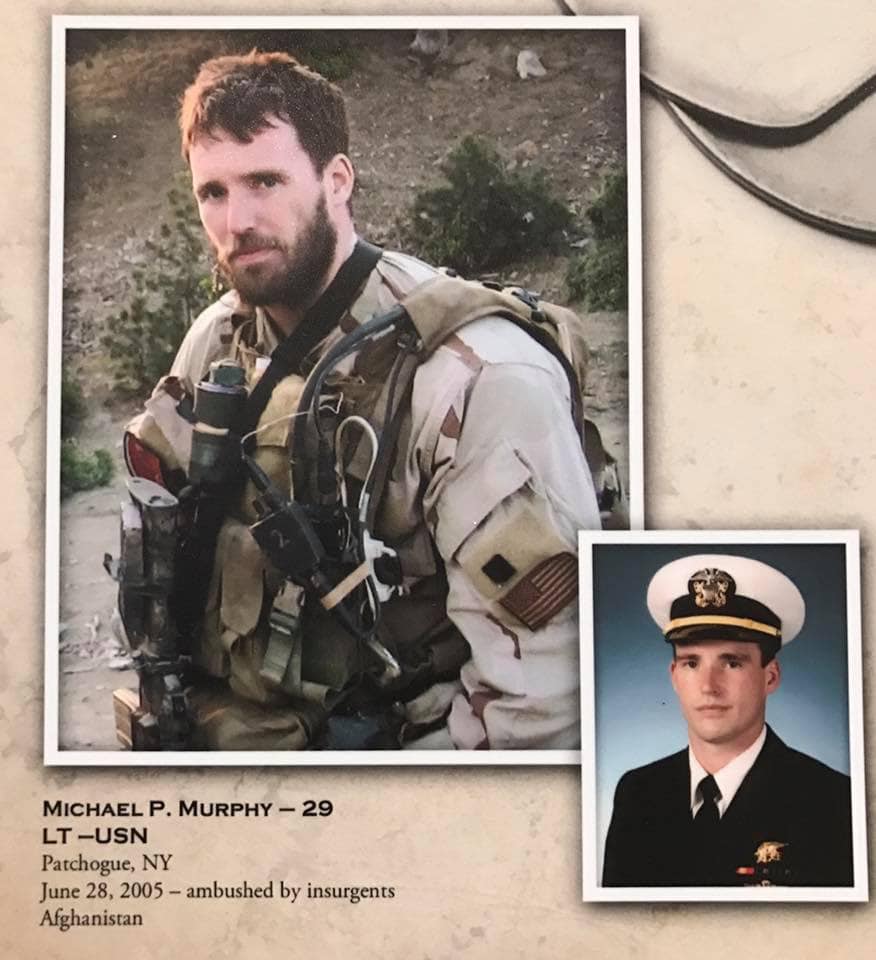 MICHAEL P. MURPHY – 29
LT –USN
Patchogue, NY
June 28, 2005 – ambushed by insurgents
Afghanistan